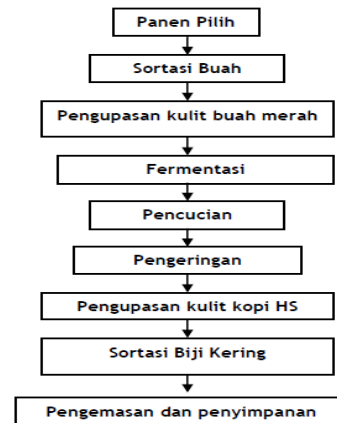 Panen Pilih
Sortasi Buah
Pengupasan kulit buah merah
Fermentasi
Pencucian
Pengeringan
Pengupasan kulit kopi HS
Sortasi Biji Kering
Pengemasan dan penyimpanan